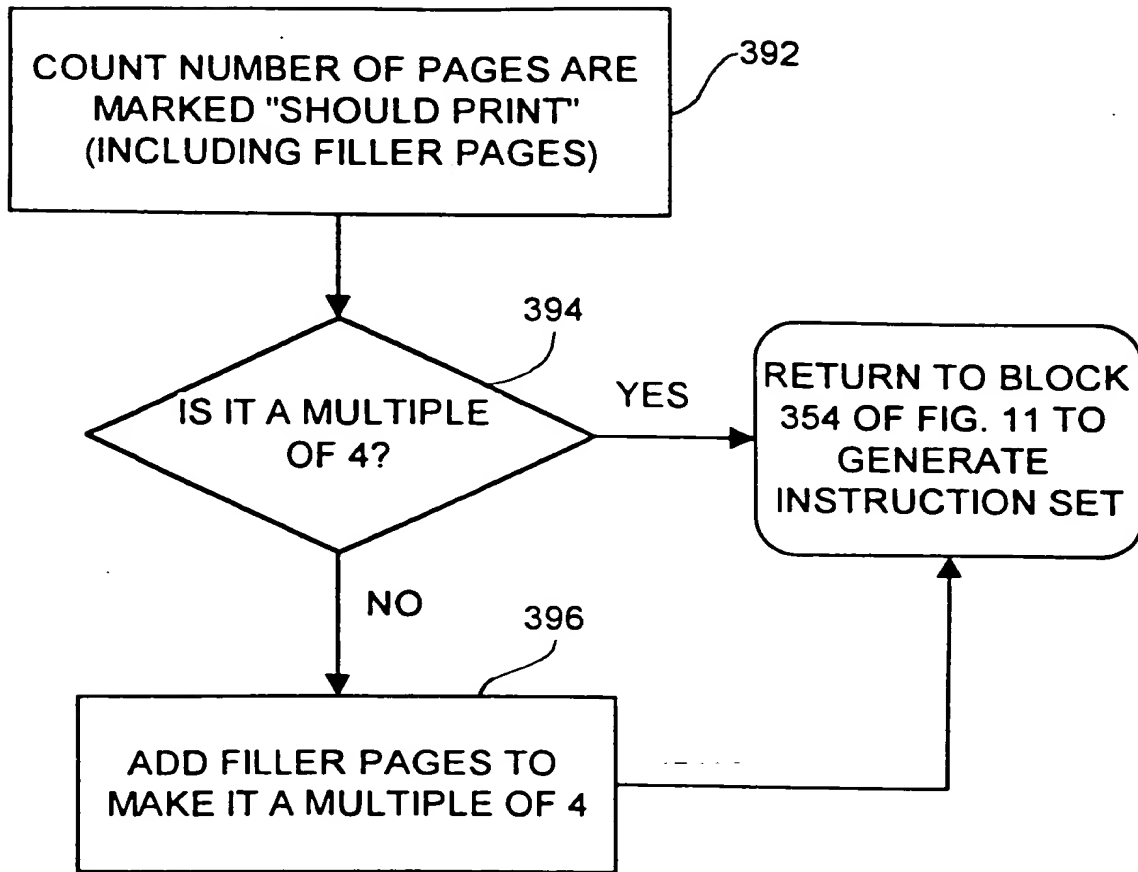 COUNT NUMBER OF PAGES ARE
MARKED "SHOULD PRINT"
(INCLUDING FILLER PAGES)
392
394
IS IT A MULTIPLE
OF 4?
YES
RETURN TO BLOCK
354 OF FIG. 11 TO
GENERATE
INSTRUCTION SET
NO
396
ADD FILLER PAGES TO
MAKE IT A MULTIPLE OF 4